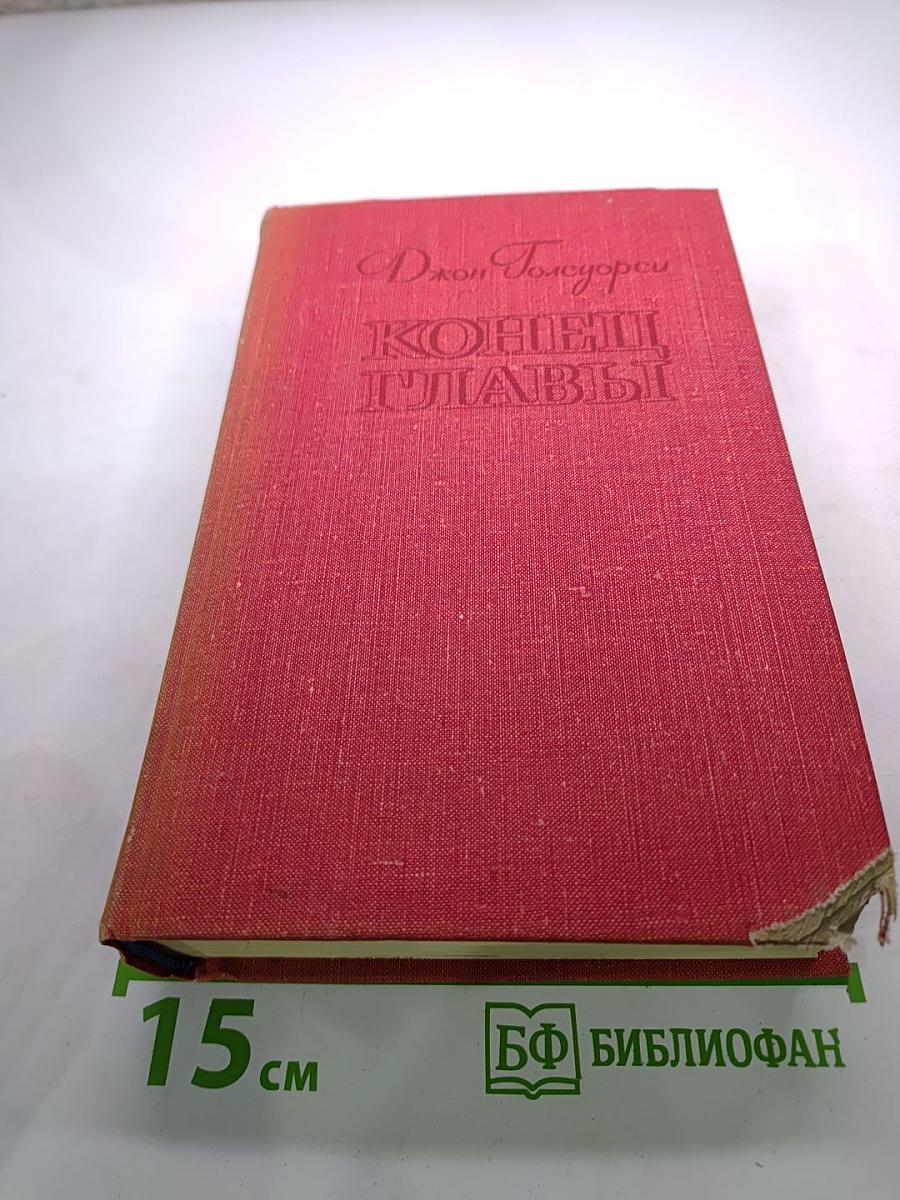 Джон Голсуорси
КОНЕЦ
ГЛАВЫ
15 см
БФ БИБЛИОФАН